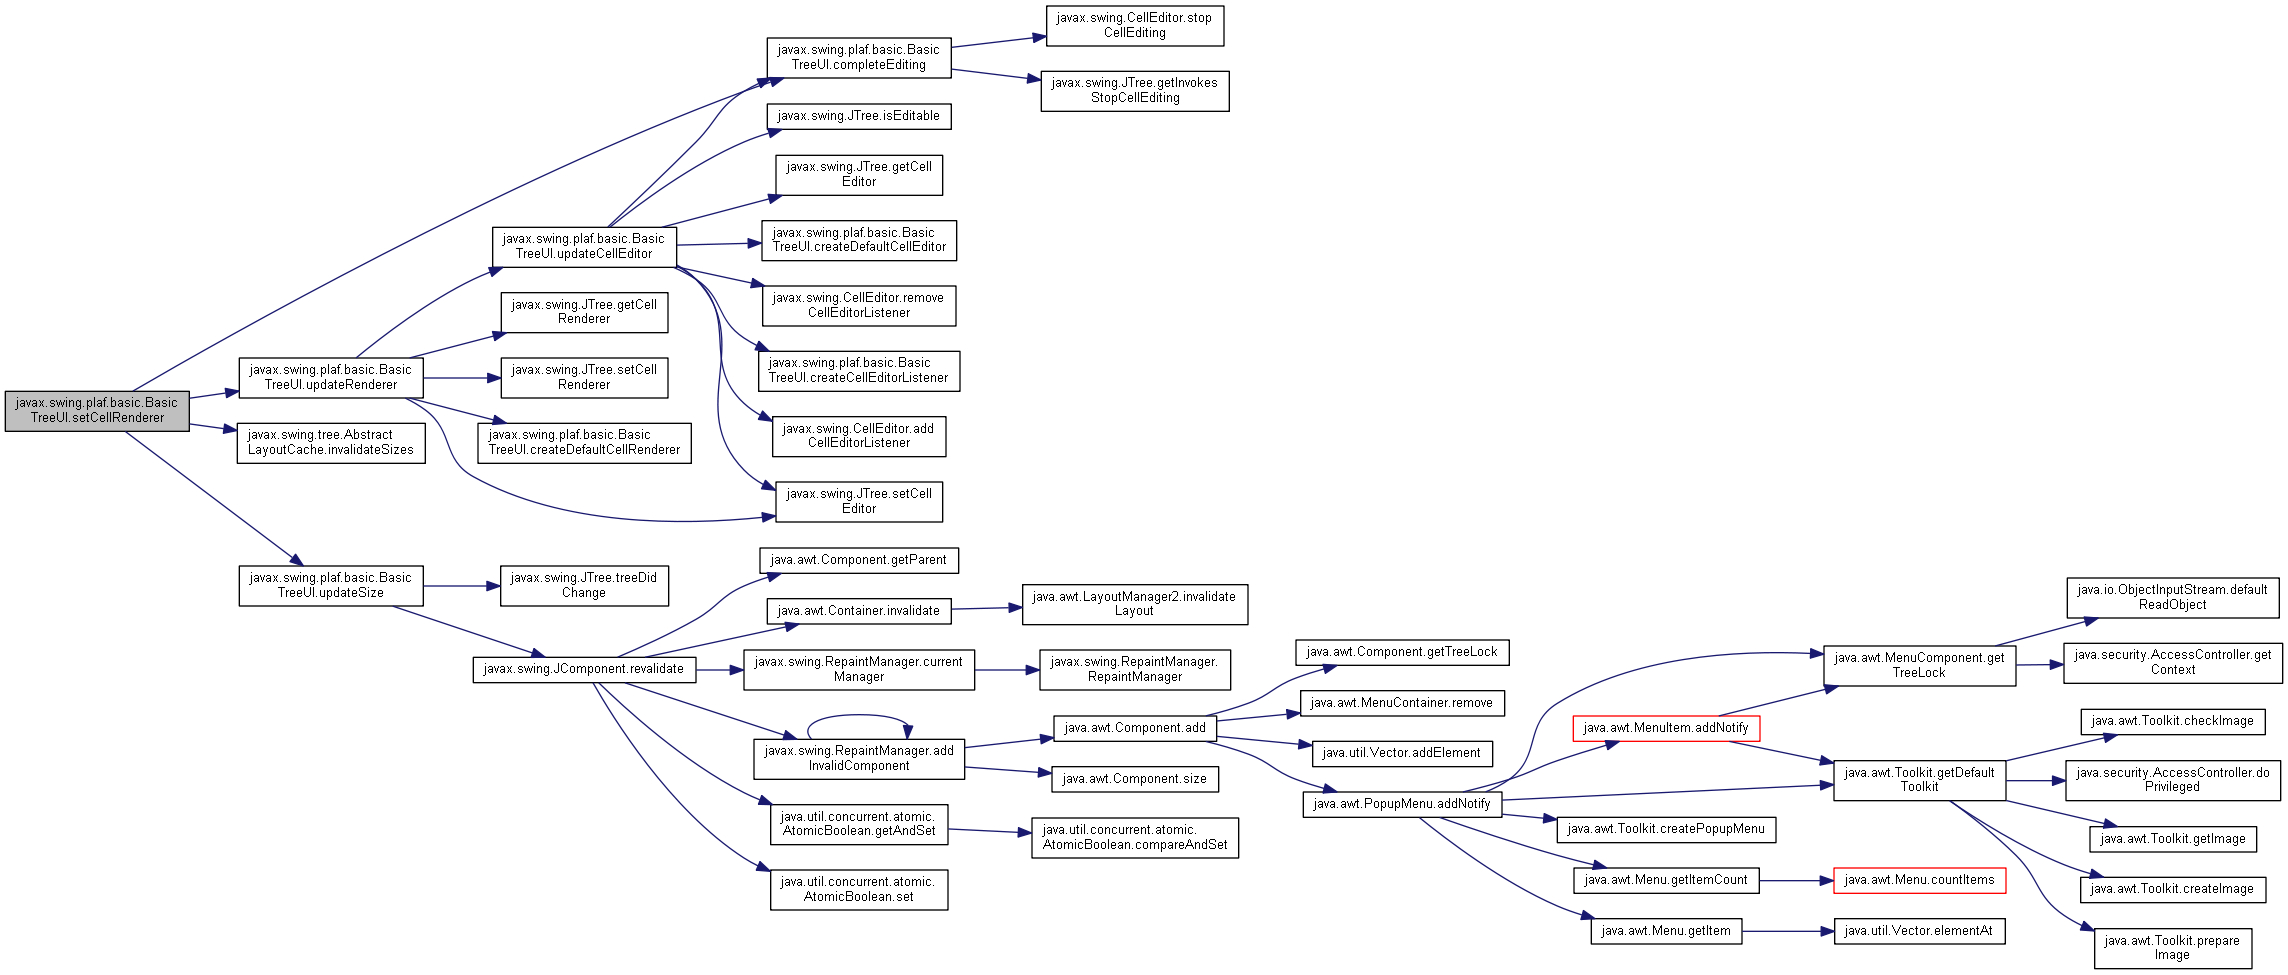 javax.swing.plaf.basic.Basic
TreeUI.setCellRenderer
javax.swing.plaf.basic.Basic
TreeUI.updateRenderer
javax.swing.tree.Abstract
LayoutCache.invalidateSizes
javax.swing.plaf.basic.Basic
TreeUI.updateSize
javax.swing.plaf.basic.Basic
TreeUI.updateCellEditor
javax.swing.JTree.getCell
Renderer
javax.swing.JTree.setCell
Renderer
javax.swing.plaf.basic.Basic
TreeUI.createDefaultCellRenderer
javax.swing.JTree.treeDid
Change
javax.swing.JComponent.revalidate
javax.swing.plaf.basic.Basic
TreeUI.completeEditing
javax.swing.JTree.isEditable
javax.swing.JTree.getCell
Editor
javax.swing.plaf.basic.Basic
TreeUI.createDefaultCellEditor
javax.swing.CellEditor.remove
CellEditorListener
javax.swing.plaf.basic.Basic
TreeUI.createCellEditorListener
javax.swing.CellEditor.add
CellEditorListener
javax.swing.JTree.setCell
Editor
java.awt.Component.getParent
java.awt.Container.invalidate
javax.swing.RepaintManager.current
Manager
javax.swing.RepaintManager.add
InvalidComponent
java.util.concurrent.atomic.
AtomicBoolean.getAndSet
java.util.concurrent.atomic.
AtomicBoolean.set
javax.swing.CellEditor.stop
CellEditing
javax.swing.JTree.getInvokes
StopCellEditing
java.awt.LayoutManager2.invalidate
Layout
javax.swing.RepaintManager.
RepaintManager
java.awt.Component.add
java.awt.Component.size
java.util.concurrent.atomic.
AtomicBoolean.compareAndSet
java.awt.Component.getTreeLock
java.awt.MenuContainer.remove
java.util.Vector.addElement
java.awt.PopupMenu.addNotify
java.awt.MenuItem.addNotify
java.awt.Toolkit.createPopupMenu
java.awt.Menu.getItemCount
java.awt.Menu.getItem
java.awt.MenuComponent.get
TreeLock
java.awt.Toolkit.getDefault
Toolkit
java.awt.Menu.countItems
java.util.Vector.elementAt
java.io.ObjectInputStream.default
ReadObject
java.security.AccessController.get
Context
java.awt.Toolkit.checkImage
java.security.AccessController.do
Privileged
java.awt.Toolkit.getImage
java.awt.Toolkit.createImage
java.awt.Toolkit.prepare
Image